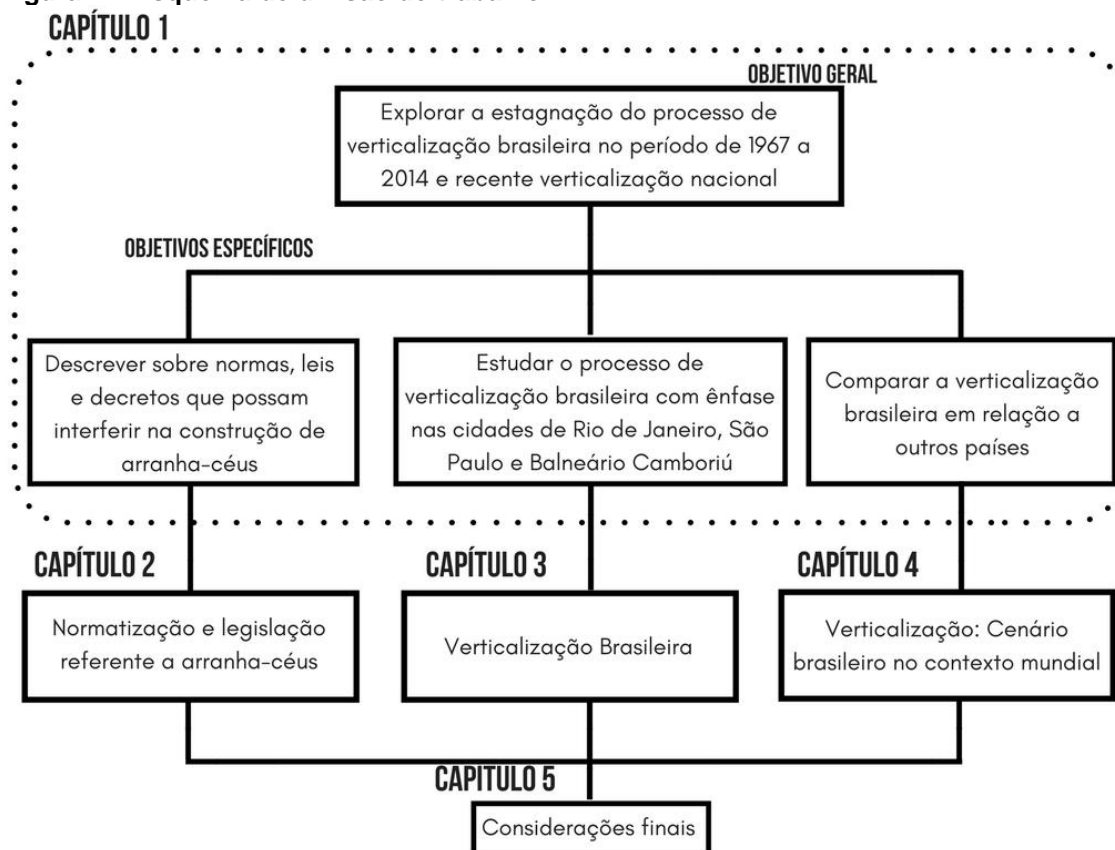 CAPÍTULO 1
OBJETIVO GERAL
Explorar a estagnação do processo de
verticalização brasileira no período de 1967 a
2014 e recente verticalização nacional
OBJETIVOS ESPECÍFICOS
Descrever sobre normas, leis
e decretos que possam
interferir na construção de
arranha-céus
Estudar o processo de
verticalização brasileira com ênfase
nas cidades de Rio de Janeiro, São
Paulo e Balneário Camboriú
Comparar a verticalização
brasileira em relação a
outros países
CAPÍTULO 2
Normatização e legislação
referente a arranha-céus
CAPÍTULO 3
Verticalização Brasileira
CAPÍTULO 4
Verticalização: Cenário
brasileiro no contexto mundial
CAPÍTULO 5
Considerações finais